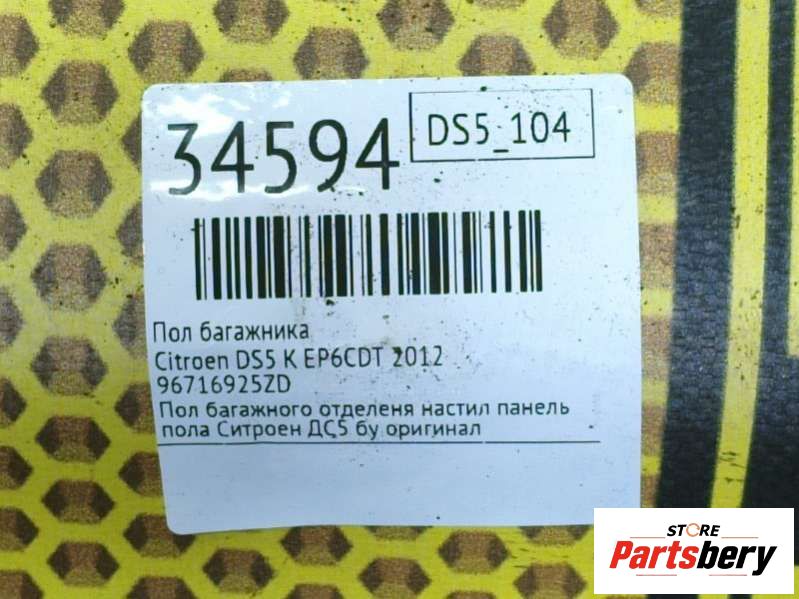 34594
DS5_104
Пол багажника
Citroen DS5 K EP6CDT 2012
96716925ZD
Пол багажного отделеня настил панель
пола Ситроен ДС5 бу оригинал
STORE
Partsbery